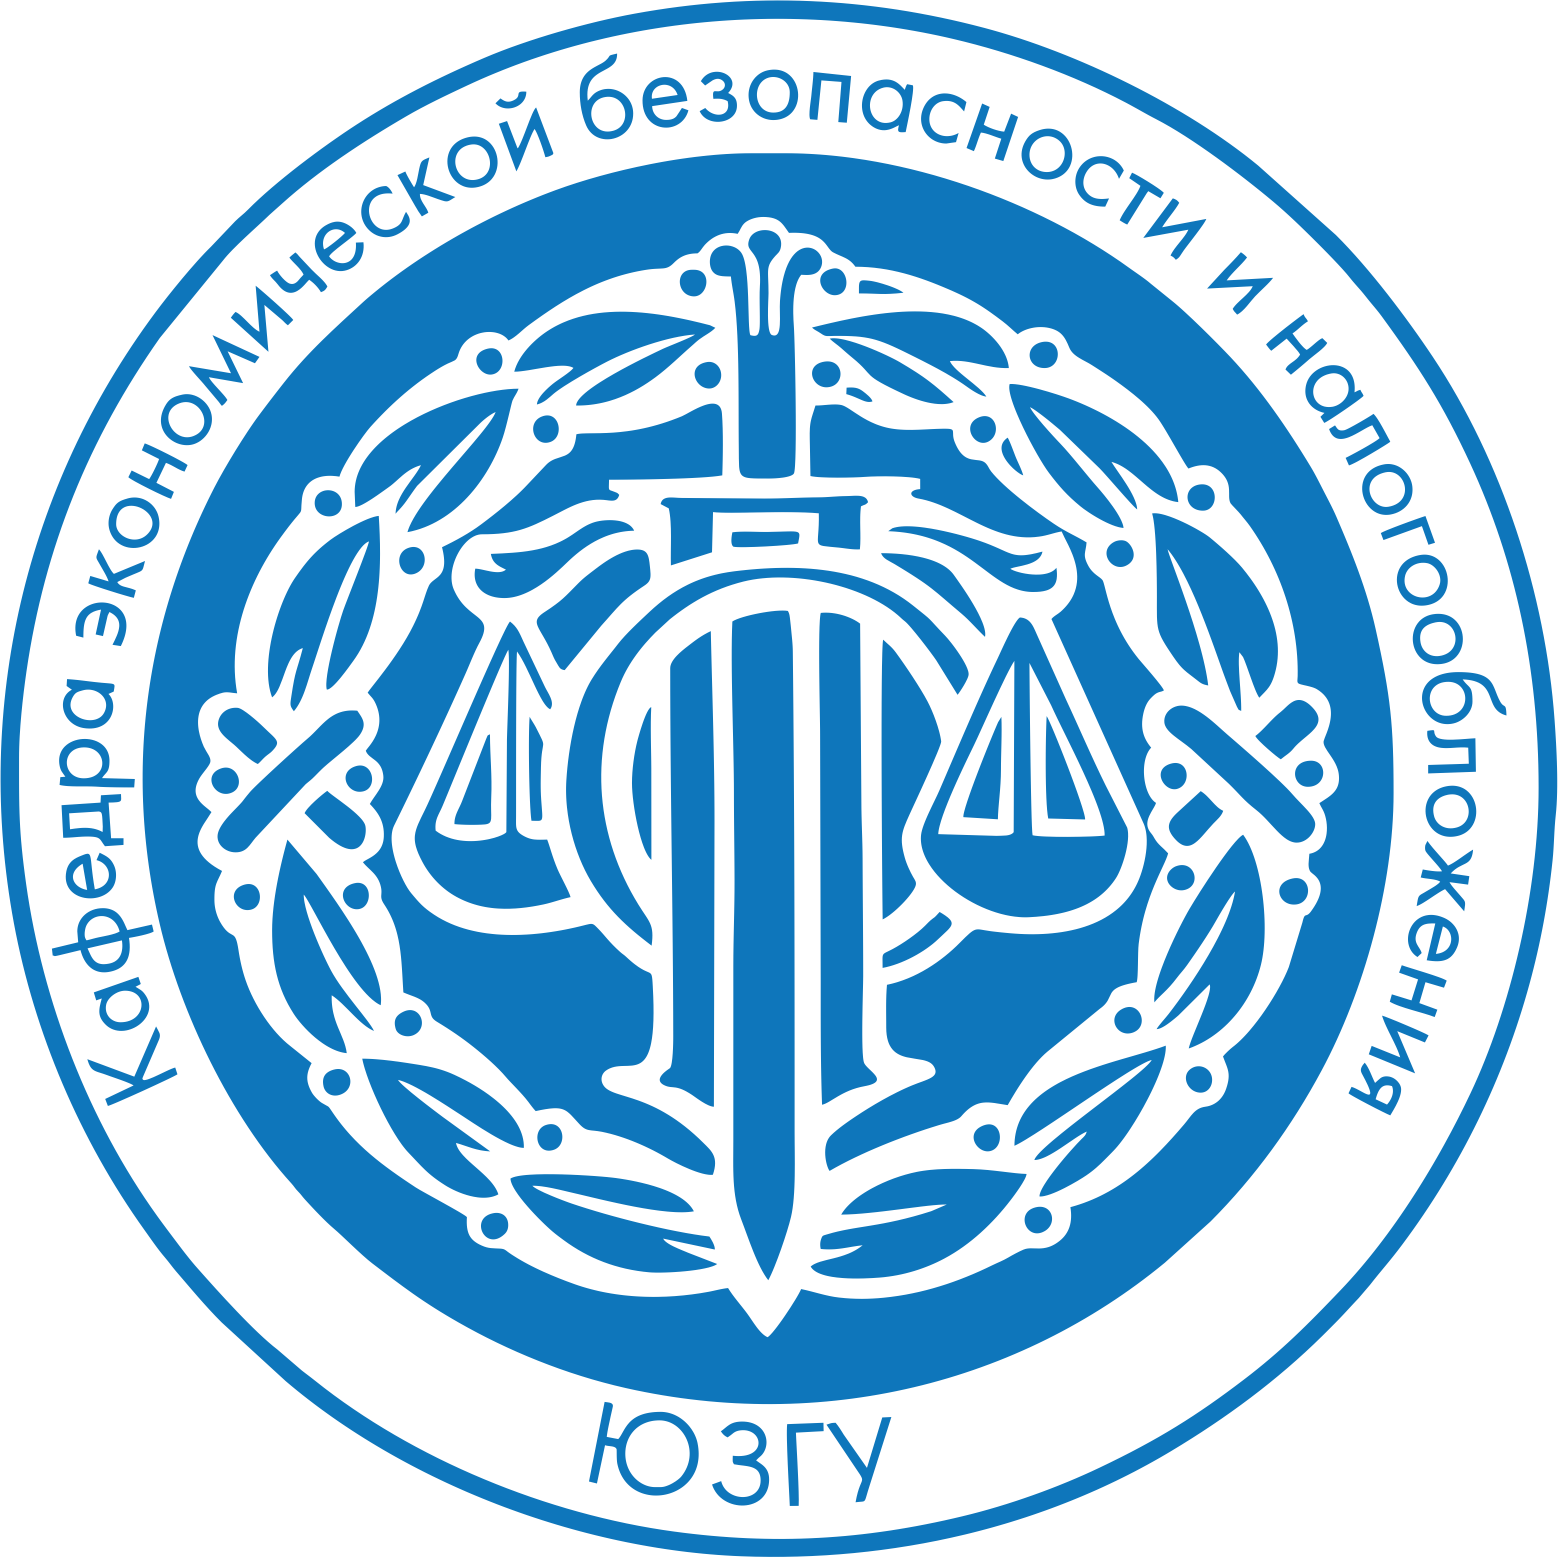 Кафедра экономической безопасности и налогообложения
ЮЗГУ